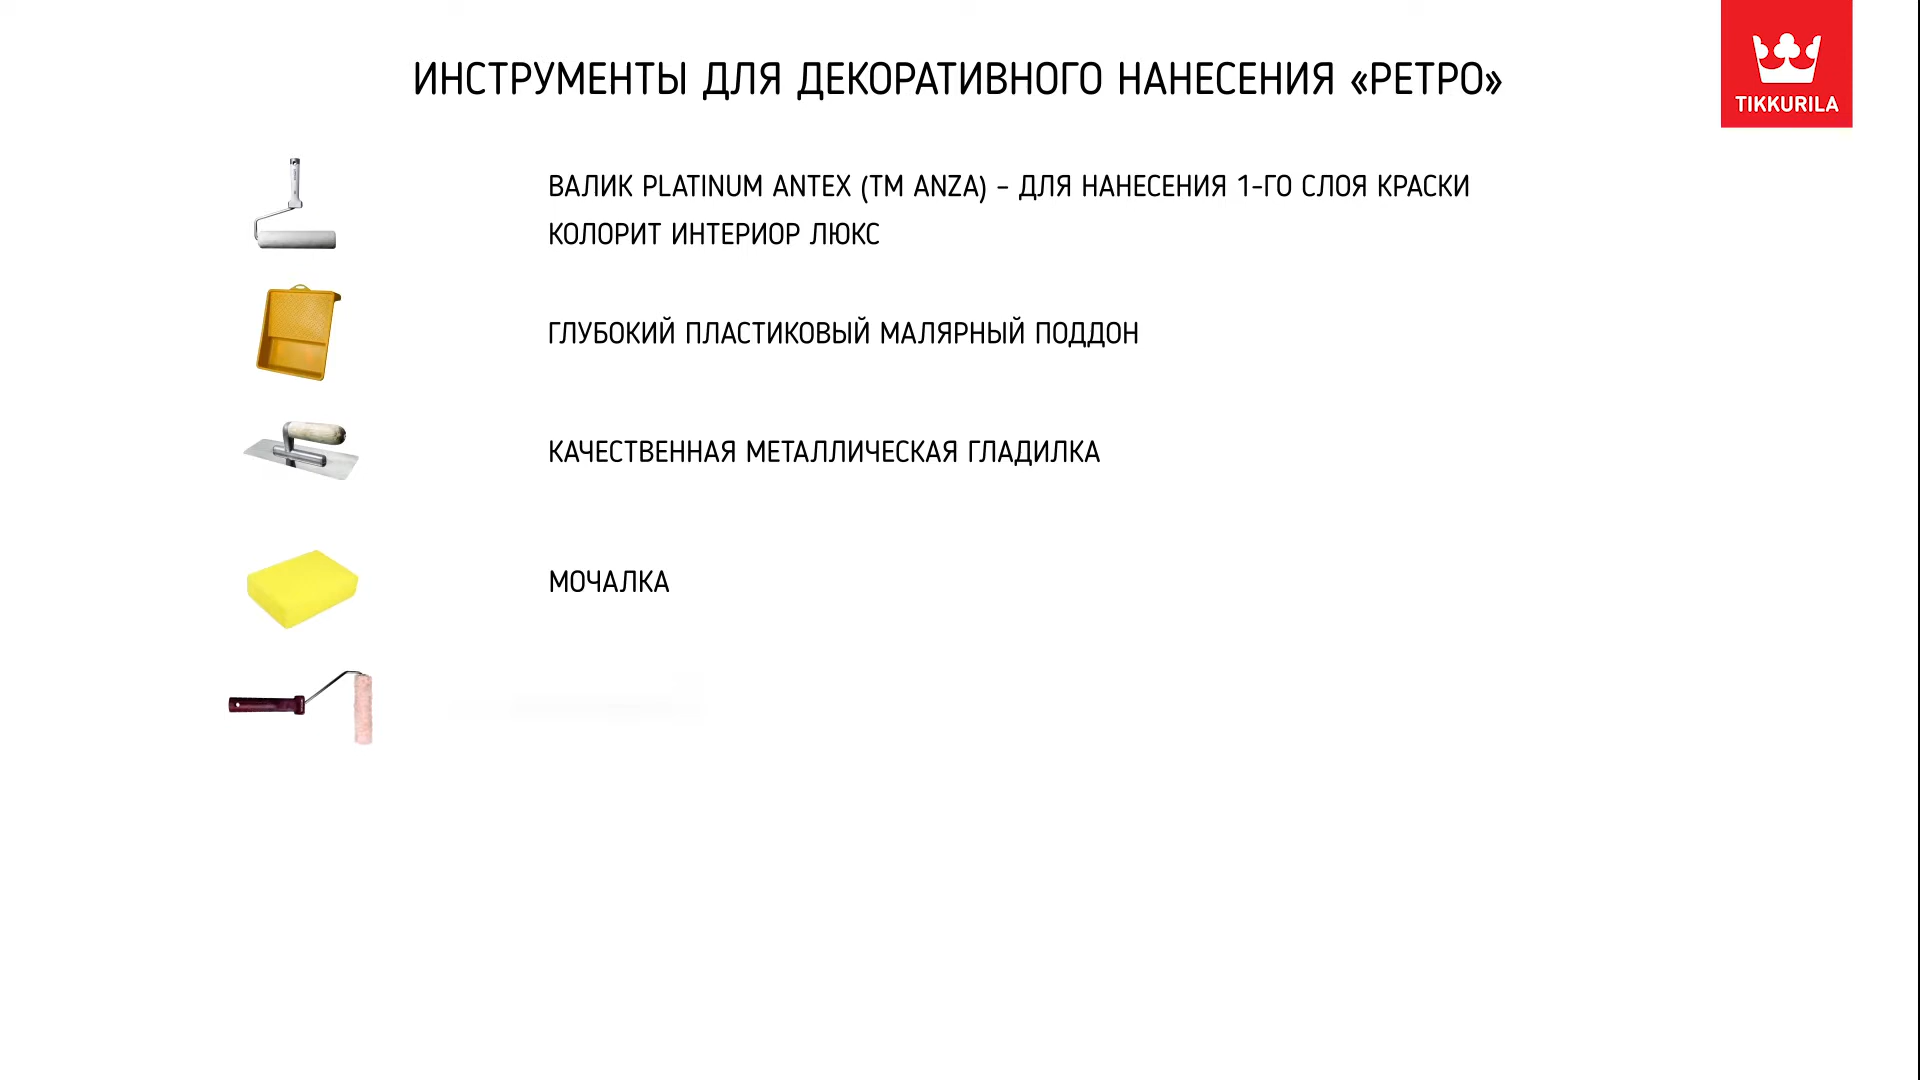 ИНСТРУМЕНТЫ ДЛЯ ДЕКОРАТИВНОГО НАНЕСЕНИЯ «РЕТРО»
TIKKURILA
ВАЛИК PLATINUM ANTEX (ТМ ANZA) – ДЛЯ НАНЕСЕНИЯ 1-ГО СЛОЯ КРАСКИ
КОЛОРИТ ИНТЕРИОР ЛЮКС
ГЛУБОКИЙ ПЛАСТИКОВЫЙ МАЛЯРНЫЙ ПОДДОН
КАЧЕСТВЕННАЯ МЕТАЛЛИЧЕСКАЯ ГЛАДИЛКА
МОЧАЛКА